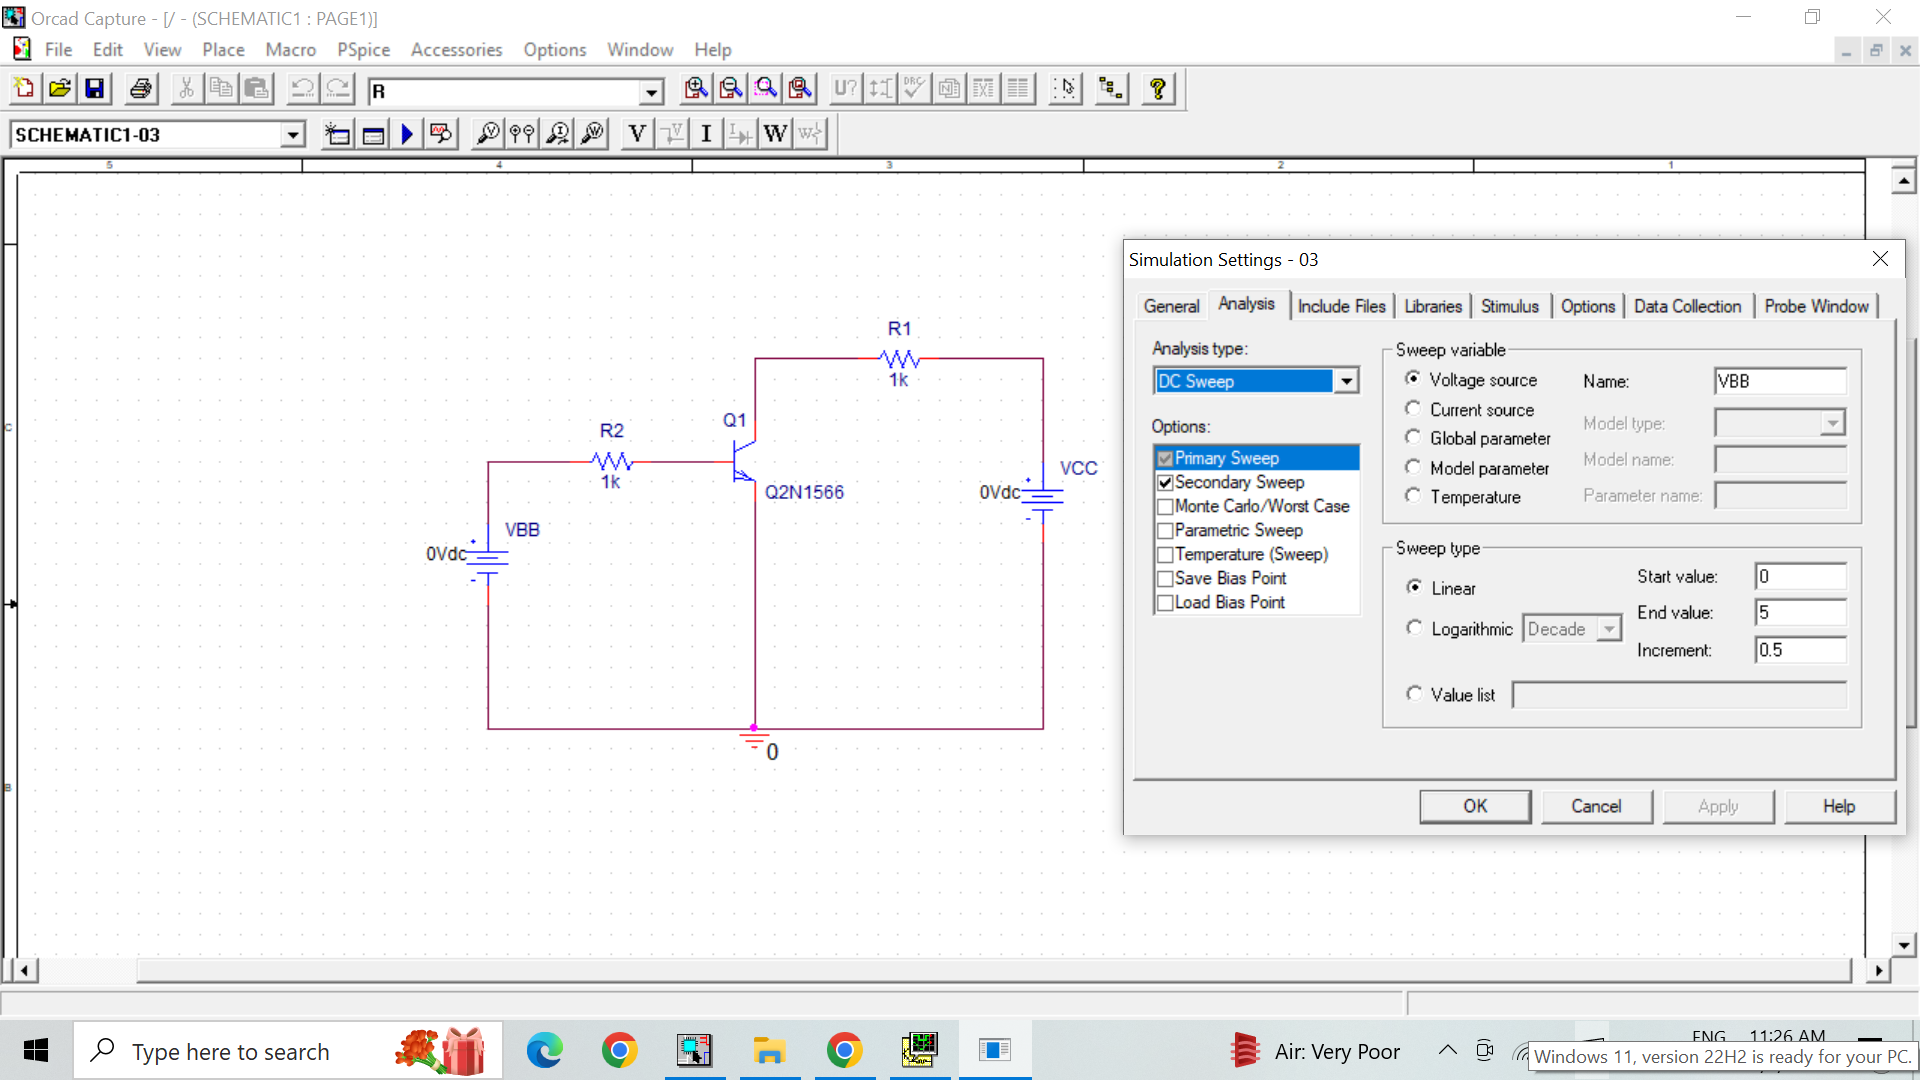 Orcad Capture - [/ - (SCHEMATIC1 : PAGE1)]
File Edit View Place Macro PSpice Accessories Options Window Help
R
U? DRC
SCHEMATIC1-03
V V I I W W
5 4 3 2 1
C
B
R1
1k
Q1
R2
1k
Q2N1566
VCC
0Vdc
VBB
0Vdc
0
Simulation Settings - 03
General Analysis Include Files Libraries Stimulus Options Data Collection Probe Window
Analysis type:
DC Sweep
Options:
Primary Sweep
Secondary Sweep
Monte Carlo/Worst Case
Parametric Sweep
Temperature (Sweep)
Save Bias Point
Load Bias Point
Sweep variable
Voltage source
Current source
Global parameter
Model parameter
Temperature
Name: VBB
Model type:
Model name:
Parameter name:
Sweep type
Linear
Logarithmic Decade
Value list
Start value: 0
End value: 5
Increment: 0.5
OK Cancel Apply Help
Type here to search
Air: Very Poor
ENG 11:26 AM
Windows 11, version 22H2 is ready for your PC.